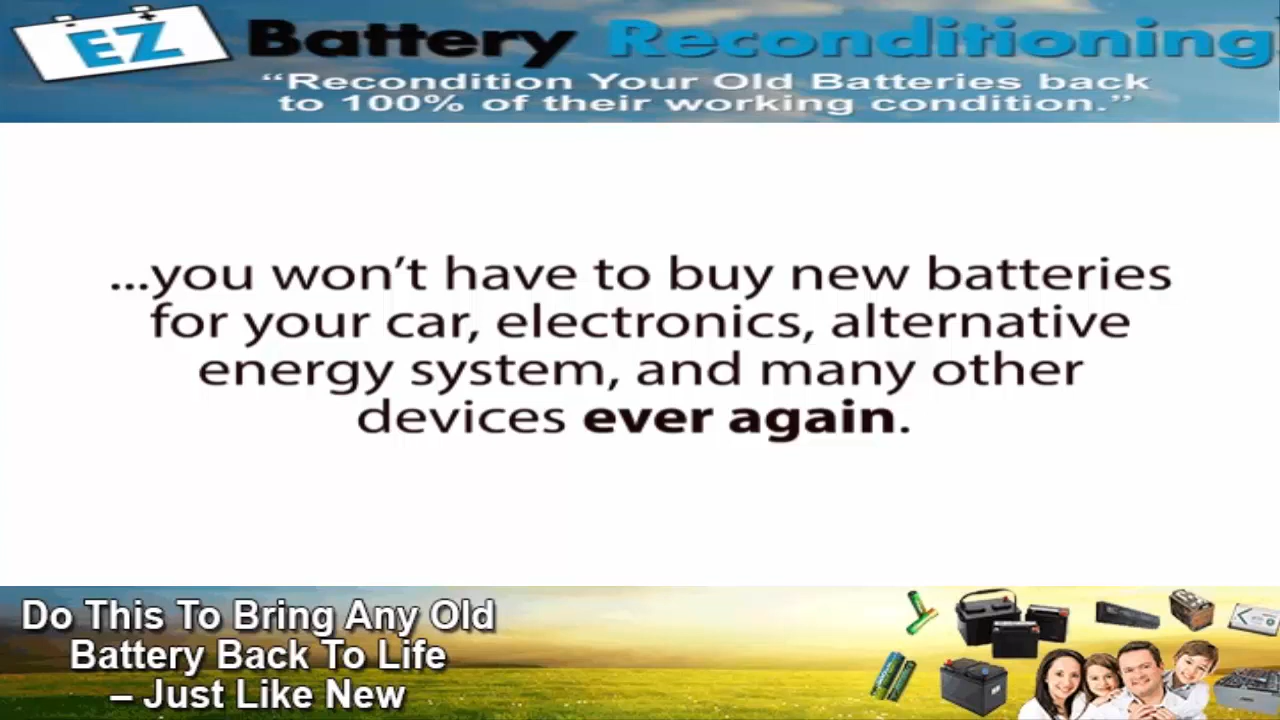 EZ Battery Reconditioning
“Recondition Your Old Batteries back
to 100% of their working condition.”
...you won’t have to buy new batteries
for your car, electronics, alternative
energy system, and many other
devices ever again.
Do This To Bring Any Old
Battery Back To Life
– Just Like New